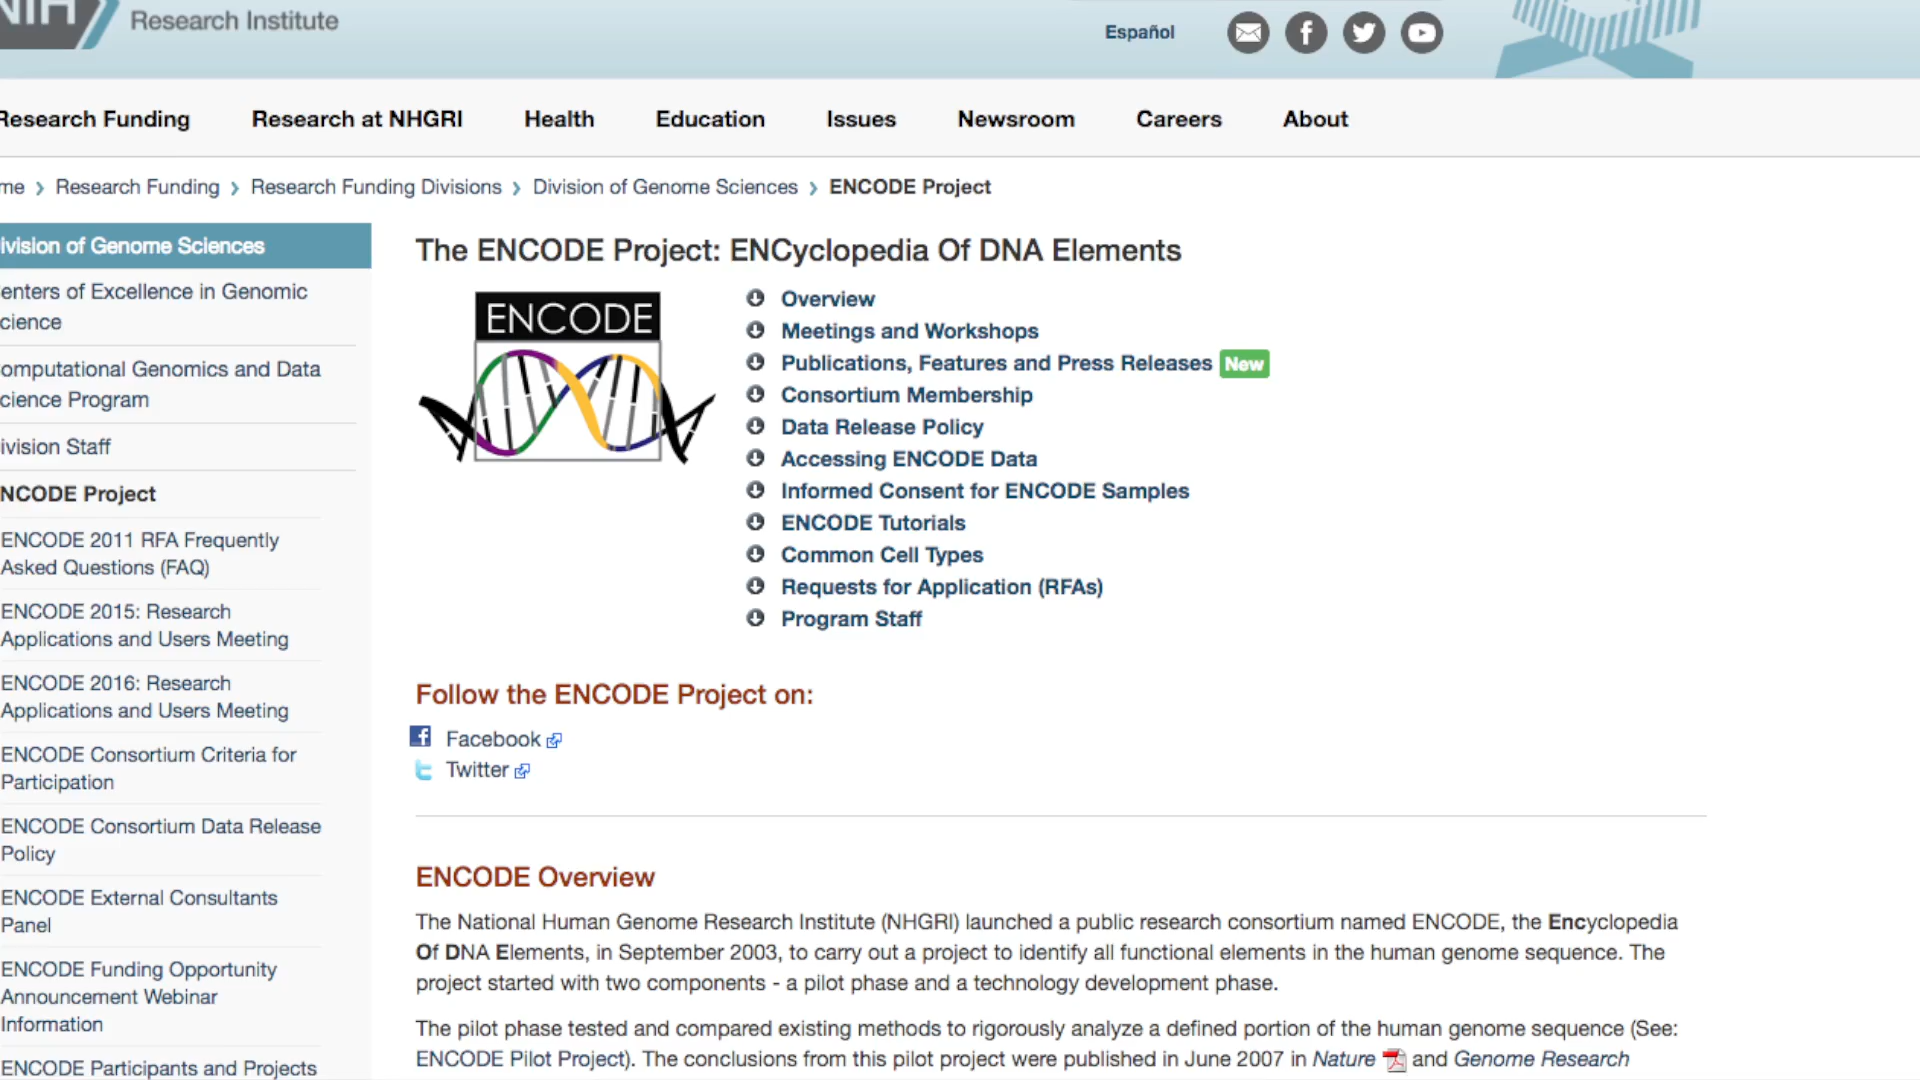 NIH
Research Institute
Español
Research Funding
Research at NHGRI
Health
Education
Issues
Newsroom
Careers
About
me › Research Funding › Research Funding Divisions › Division of Genome Sciences › ENCODE Project
ivision of Genome Sciences
enters of Excellence in Genomic
cience
omputational Genomics and Data
cience Program
ivision Staff
NCODE Project
ENCODE 2011 RFA Frequently
Asked Questions (FAQ)
ENCODE 2015: Research
Applications and Users Meeting
ENCODE 2016: Research
Applications and Users Meeting
ENCODE Consortium Criteria for
Participation
ENCODE Consortium Data Release
Policy
ENCODE External Consultants
Panel
ENCODE Funding Opportunity
Announcement Webinar
Information
ENCODE Participants and Projects
The ENCODE Project: ENCyclopedia Of DNA Elements
ENCODE
Overview
Meetings and Workshops
Publications, Features and Press Releases New
Consortium Membership
Data Release Policy
Accessing ENCODE Data
Informed Consent for ENCODE Samples
ENCODE Tutorials
Common Cell Types
Requests for Application (RFAs)
Program Staff
Follow the ENCODE Project on:
Facebook
Twitter
ENCODE Overview
The National Human Genome Research Institute (NHGRI) launched a public research consortium named ENCODE, the Encyclopedia
Of DNA Elements, in September 2003, to carry out a project to identify all functional elements in the human genome sequence. The
project started with two components - a pilot phase and a technology development phase.
The pilot phase tested and compared existing methods to rigorously analyze a defined portion of the human genome sequence (See:
ENCODE Pilot Project). The conclusions from this pilot project were published in June 2007 in Nature and Genome Research